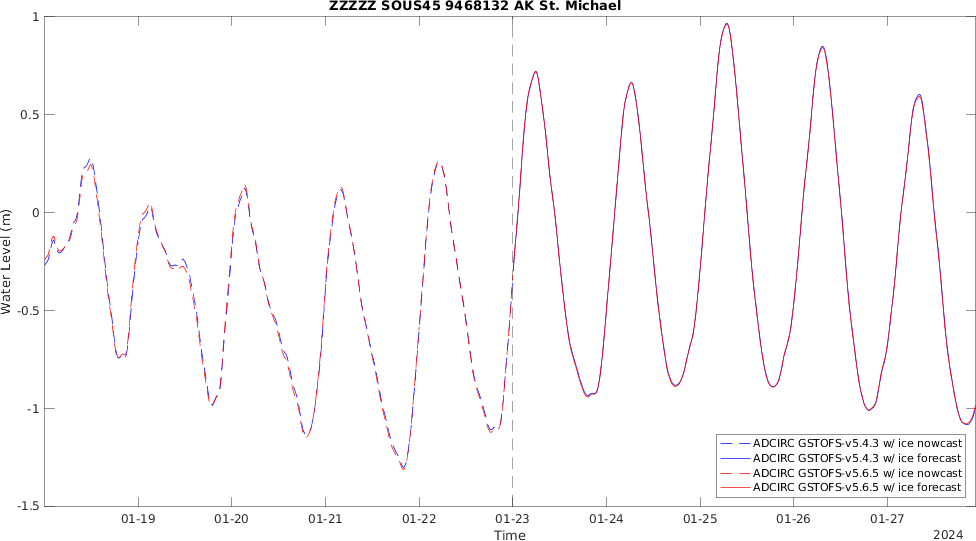 ZZZZZ SOUS45 9468132 AK St. Michael
Water Level (m)
1
0.5
0
-0.5
-1
-1.5
01-19
01-20
01-21
01-22
01-23
01-24
01-25
01-26
01-27
Time
2024
ADCIRC GSTOFS-v5.4.3 w/ ice nowcast
ADCIRC GSTOFS-v5.4.3 w/ ice forecast
ADCIRC GSTOFS-v5.6.5 w/ ice nowcast
ADCIRC GSTOFS-v5.6.5 w/ ice forecast